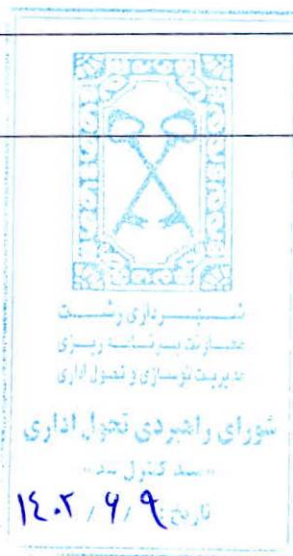 شهرداری رشت
معاونت برنامه ریزی
مدیریت نوسازی و تحول اداری
شورای راهبردی تحول اداری
تاریخ: ۱۴۰۲/۶/۹